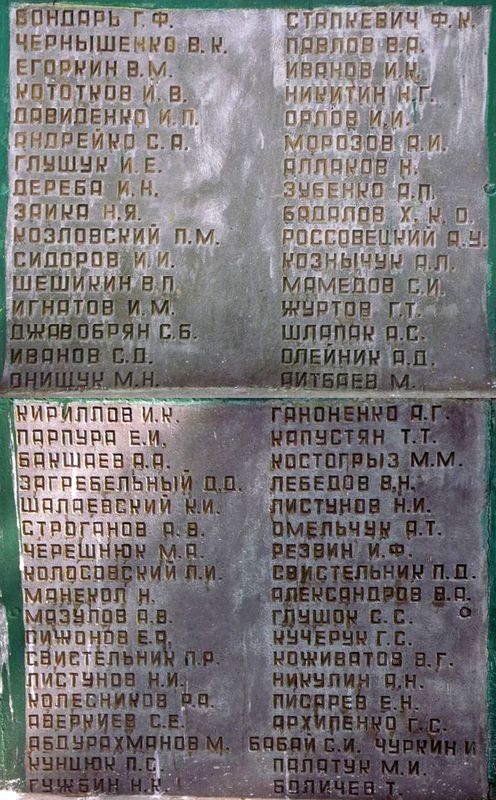 БОНДАРЬ Г.Ф.
ЧЕРНЫШЕНКО В.К.
ЕГОРКИН В.М.
КОТОТКОВ И.В.
ДАВИДЕНКО И.П.
АНДРЕЙКО С.А.
ГЛУЩУК И.Е.
ДЕРЕБА И.Н.
ЗАИКА Н.Я.
КОЗЛОВСКИЙ П.М.
СИДОРОВ И.И.
ШЕШИКИН В.П.
ИГНАТОВ И.М.
ДЖАВОБРЯН С.Б.
ИВАНОВ С.Д.
ОНИЩУК М.Н.
СТАПКЕВИЧ Ф.К.
ПАВЛОВ В.А.
ИВАНОВ И.К.
НИКИТИН Н.Г.
ОРЛОВ И.И.
МОРОЗОВ А.И.
АЛЛАКОВ Н.
ЗУБЕНКО А.П.
БАДАЛОВ Х.К.О.
РОССОВЕЦКИЙ А.У.
КОЗНЫЧУК А.Л.
МАМЕДОВ С.И.
ЖУРТОВ Г.Т.
ШЛАПАК А.С.
ОЛЕЙНИК А.Д.
АИТБАЕВ М.
КИРИЛЛОВ И.К.
ПАРПУРА Е.И.
БАКШАЕВ А.А.
ЗАГРЕБЕЛЬНЫЙ Д.Д.
ШАЛАЕВСКИЙ К.И.
СТРОГАНОВ А.В.
ЧЕРЕШНЮК М.А.
КОЛОСОВСКИЙ Л.И.
МАНЕКОЛ Н.
МАЗУПОВ А.В.
ПИЖОНОВ Е.А.
СВИСТЕЛЬНИК П.Р.
ЛИСТУНОВ Н.И.
КОЛЕСНИКОВ Р.А.
АВЕРКИЕВ С.Е.
АБДУРАХМАНОВ М. БАБАЙ С.И. ЧУРКИН И
КУНЦЮК П.С.
ГУЖБИН Н.К.
ГАНОНЕНКО А.Г.
КАПУСТЯН Т.Т.
КОСТОГРЫЗ М.М.
ЛЕБЕДОВ В.Н.
ЛИСТУНОВ Н.И.
ОМЕЛЬЧУК А.Т.
РЕЗВИН И.Ф.
СВИСТЕЛЬНИК П.Д.
АЛЕКСАНДРОВ В.А.
ГЛУШОК С.С.
КУЧЕРУК Г.С.
КОЖИВАТОВ В.Г.
НИКУЛИН А.Н.
ПИСАРЕВ Е.Н.
АРХИПЕНКО Г.С.
ПАЛАТУК М.И.
БОЛИЧЕВ Т.